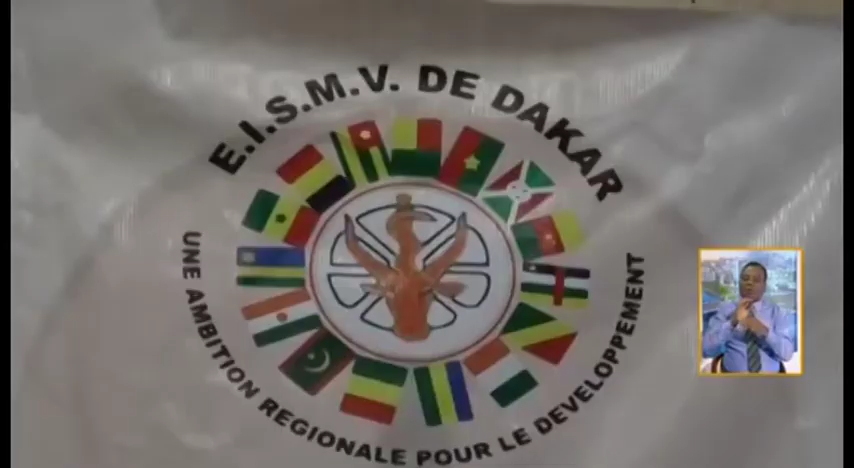 E.I.S.M.V. DE DAKAR
UNE AMBITION REGIONALE POUR LE DEVELOPPEMENT